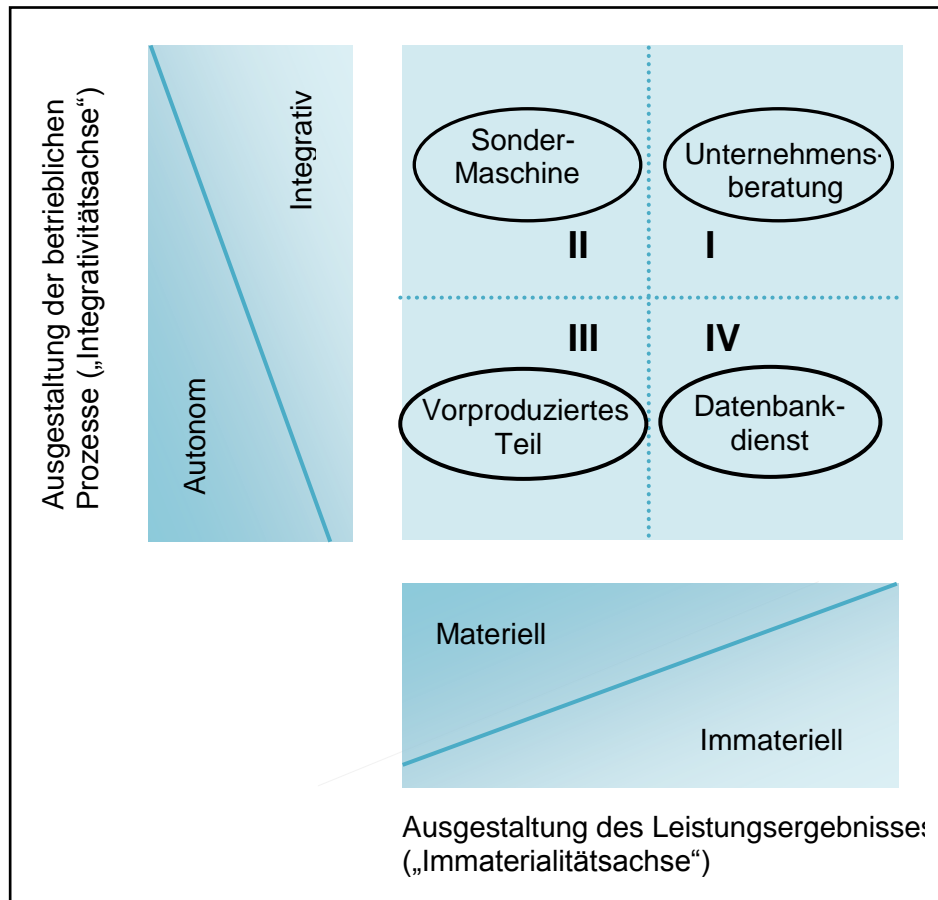 Ausgestaltung der betrieblichen
Prozesse („Integrativitätsachse“)
Integrativ
Autonom
Sonder-
Maschine
Unternehmens-
beratung
II
I
III
IV
Vorproduziertes
Teil
Datenbank-
dienst
Materiell
Immateriell
Ausgestaltung des Leistungsergebnisses
(„Immaterialitätsachse“)